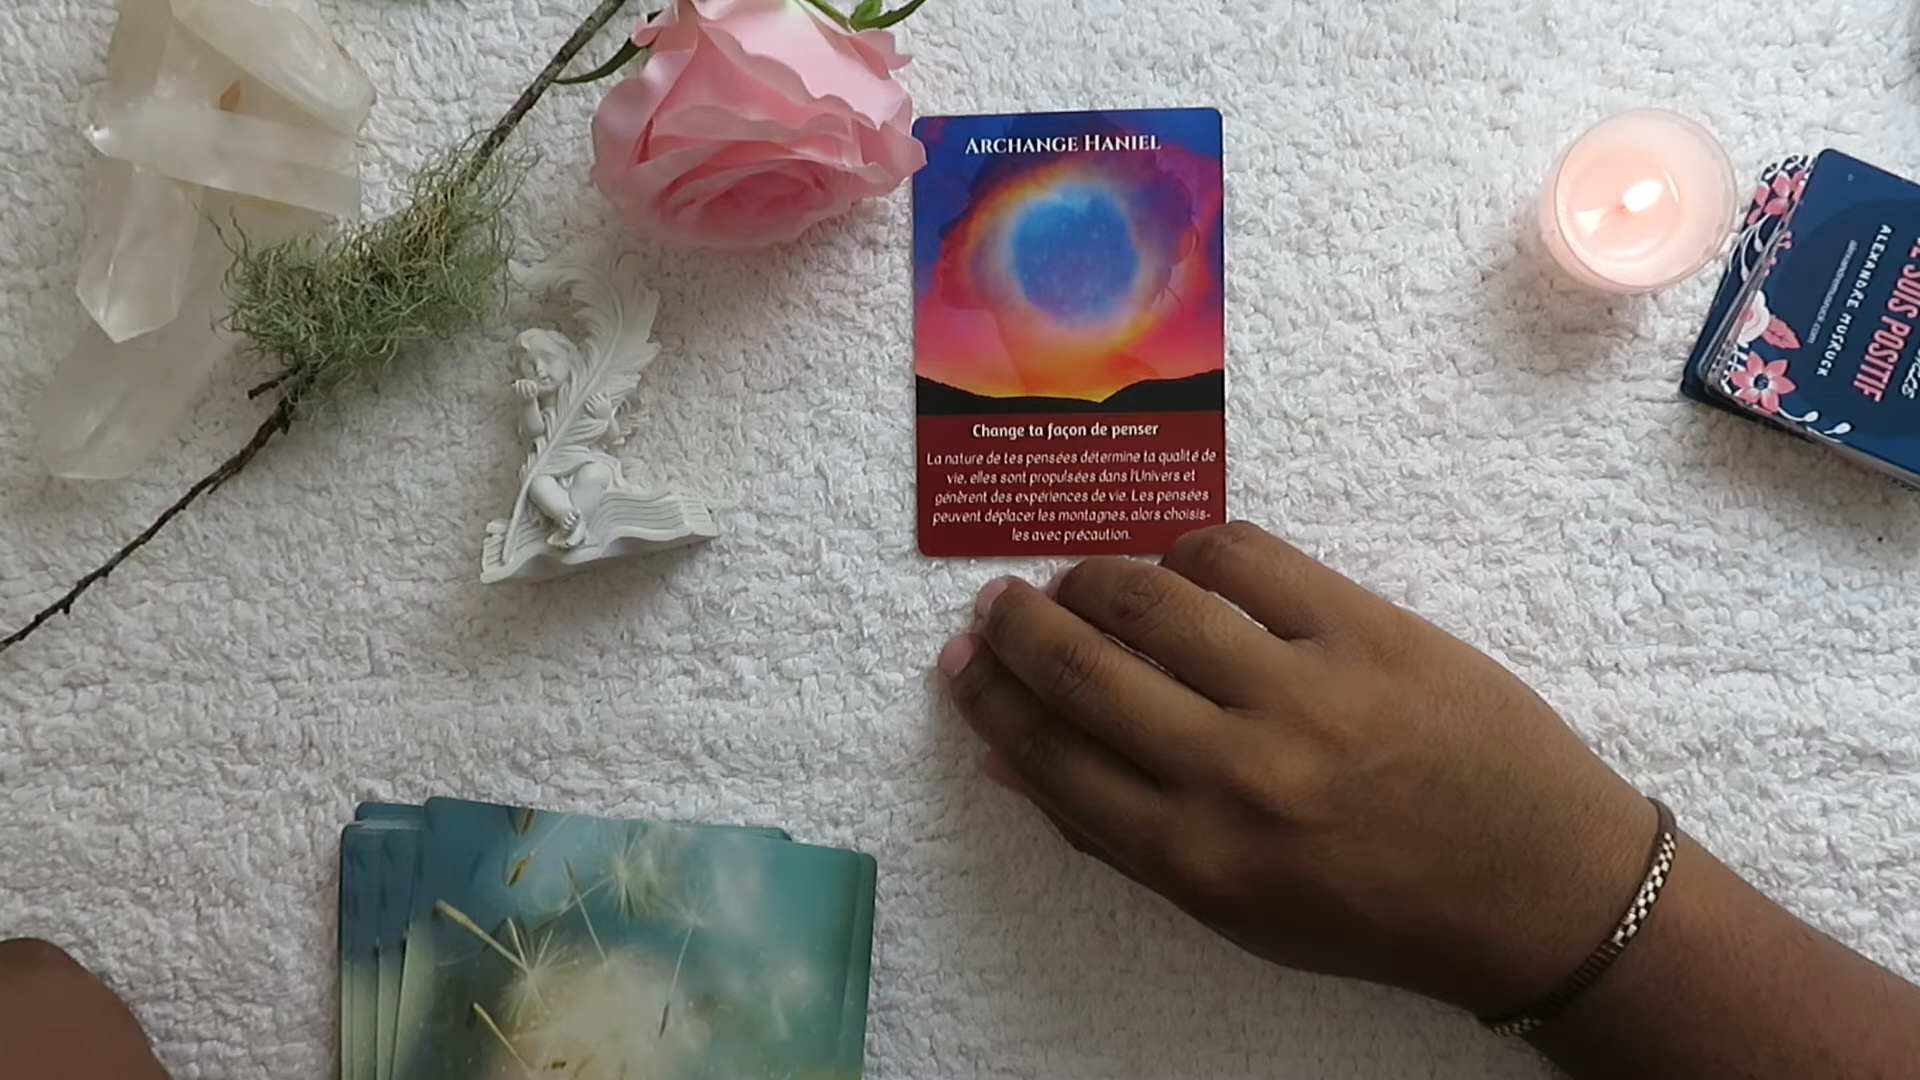 ARCHANGE HANIEL
Change ta façon de penser
La nature de tes pensées détermine ta qualité de
vie, elles sont propulsées dans l'Univers et
génèrent des expériences de vie. Les pensées
peuvent déplacer les montagnes, alors choisis-
les avec précaution.
JE SUIS POSITIF
ALEXANDRE MUSRUCK